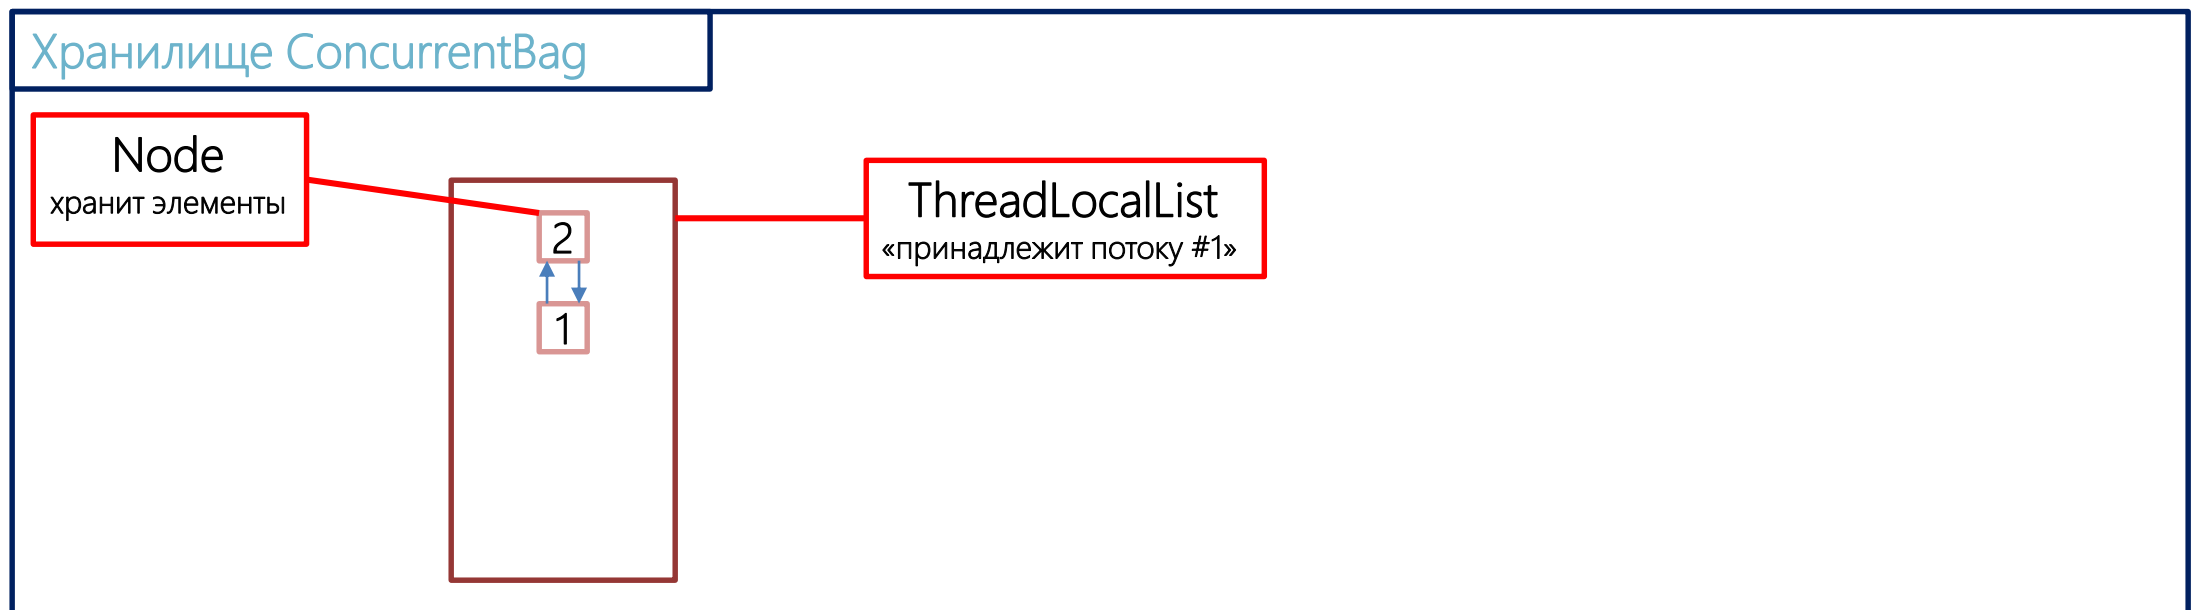 Хранилище ConcurrentBag
Node
хранит элементы
ThreadLocalList
«принадлежит потоку #1»
2
1